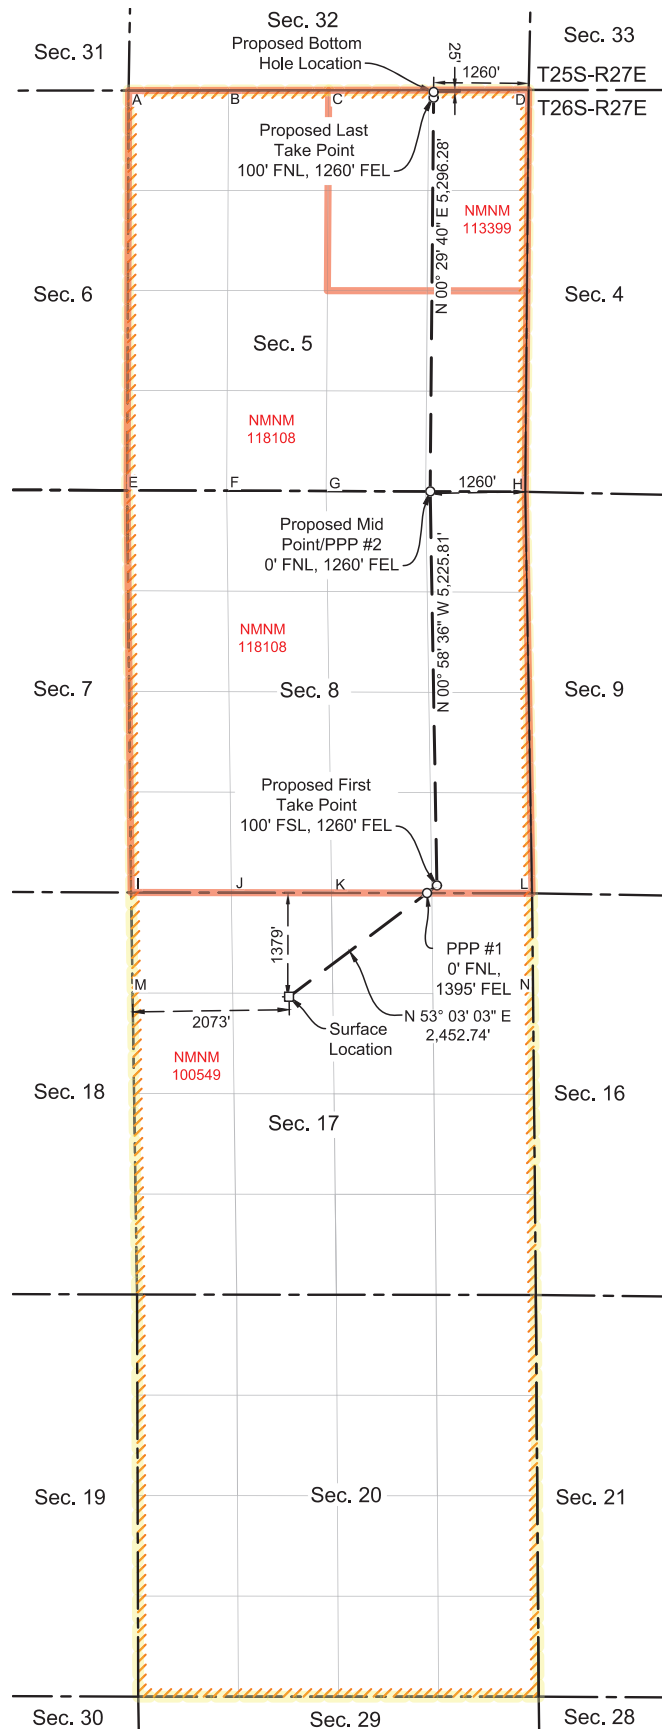 Sec. 32
Sec. 31
Sec. 33
Proposed Bottom
Hole Location
25'
1260'
T25S-R27E
T26S-R27E
A
B
C
D
Proposed Last
Take Point
100' FNL, 1260' FEL
N 00° 29' 40" E 5,296.28'
NMNM
113399
Sec. 6
Sec. 4
Sec. 5
NMNM
118108
E
F
G
H
1260'
Proposed Mid
Point/PPP #2
0' FNL, 1260' FEL
N 00° 58' 36" W 5,225.81'
NMNM
118108
Sec. 7
Sec. 8
Sec. 9
Proposed First
Take Point
100' FSL, 1260' FEL
I
J
K
L
1379'
PPP #1
0' FNL,
1395' FEL
M
N
N 53° 03' 03" E
2,452.74'
2073'
Surface
Location
NMNM
100549
Sec. 18
Sec. 16
Sec. 17
Sec. 19
Sec. 20
Sec. 21
Sec. 30
Sec. 29
Sec. 28